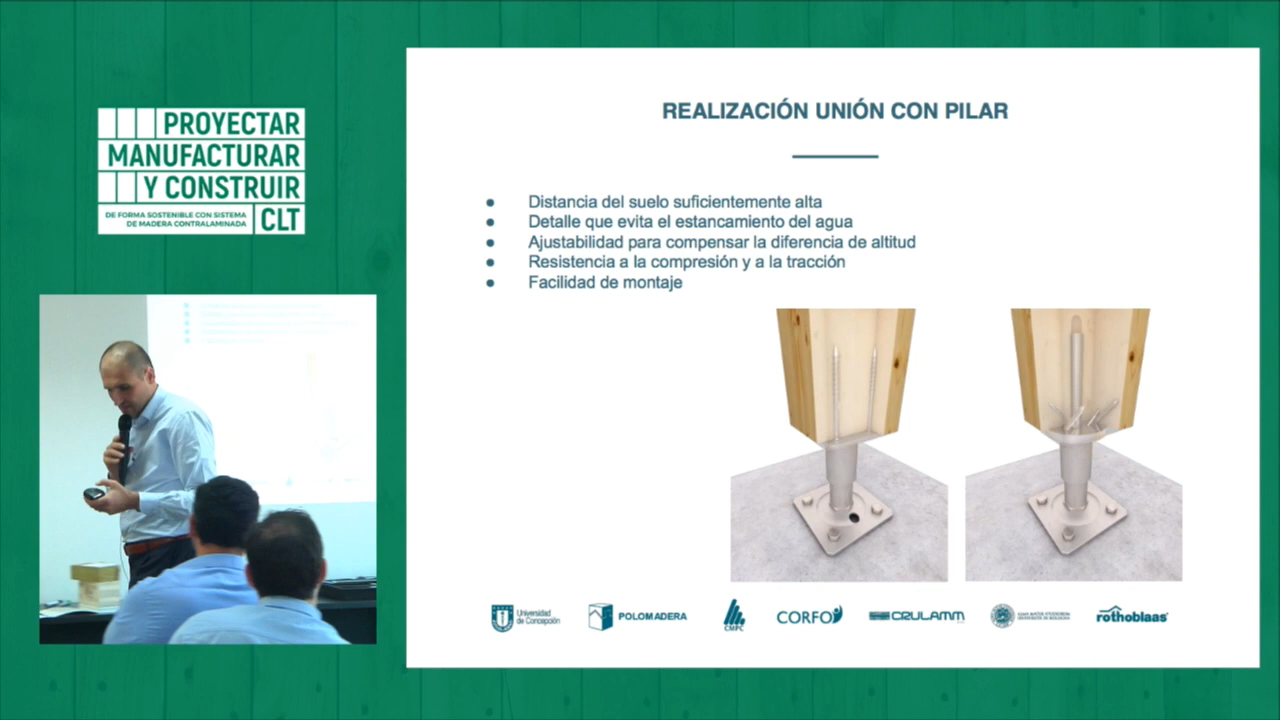 PROYECTAR
MANUFACTURAR
Y CONSTRUIR
DE FORMA SOSTENIBLE CON SISTEMA
DE MADERA CONTRALAMINADA
CLT
REALIZACIÓN UNIÓN CON PILAR
● Distancia del suelo suficientemente alta
● Detalle que evita el estancamiento del agua
● Ajustabilidad para compensar la diferencia de altitud
● Resistencia a la compresión y a la tracción
● Facilidad de montaje
Universidad
de Concepción
POLOMADERA
CMPC
CORFO
CRULAMM
rothoblaas